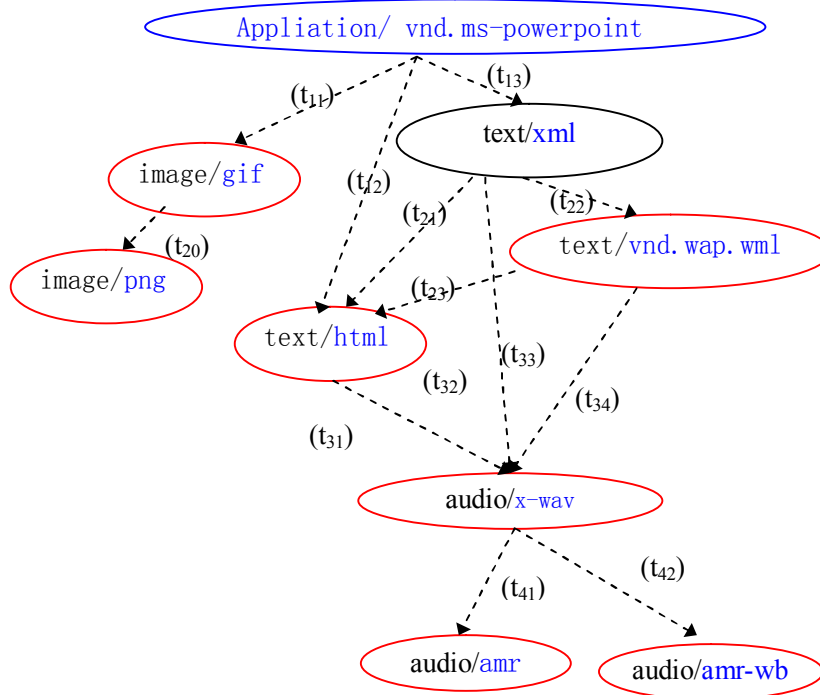 Appliation/ vnd.ms-powerpoint
(t13)
(t11)
text/xml
image/gif
(t12)
(t21)
(t22)
(t20)
text/vnd.wap.wml
image/png
(t23)
text/html
(t33)
(t32)
(t34)
(t31)
audio/x-wav
(t41)
(t42)
audio/amr
audio/amr-wb